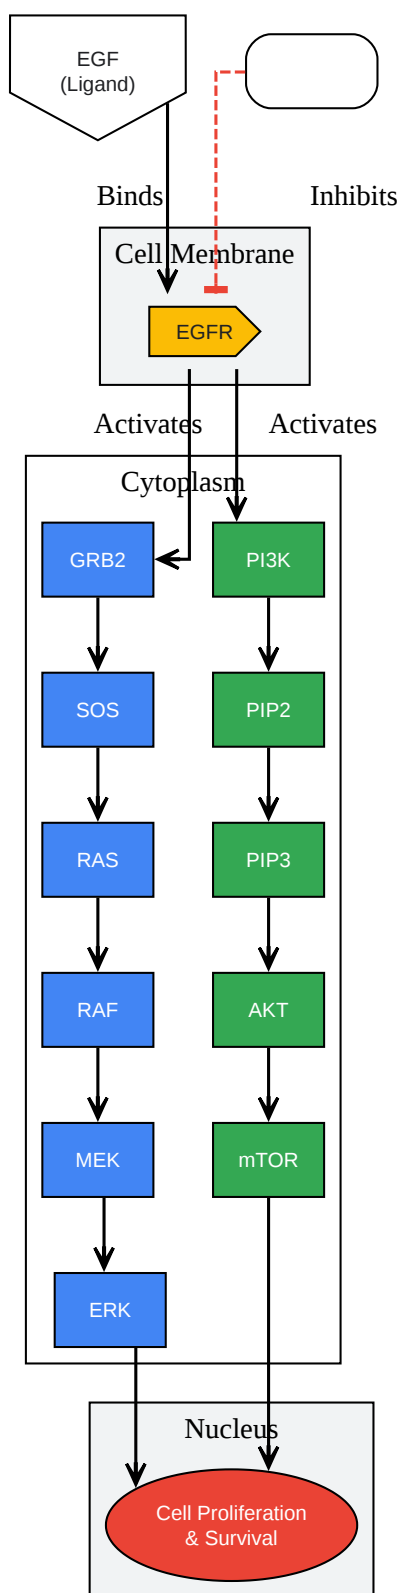 EGF
(Ligand)
Binds
Inhibits
Cell Membrane
EGFR
Activates
Activates
Cytoplasm
GRB2
PI3K
SOS
PIP2
RAS
PIP3
RAF
AKT
MEK
mTOR
ERK
Nucleus
Cell Proliferation
& Survival